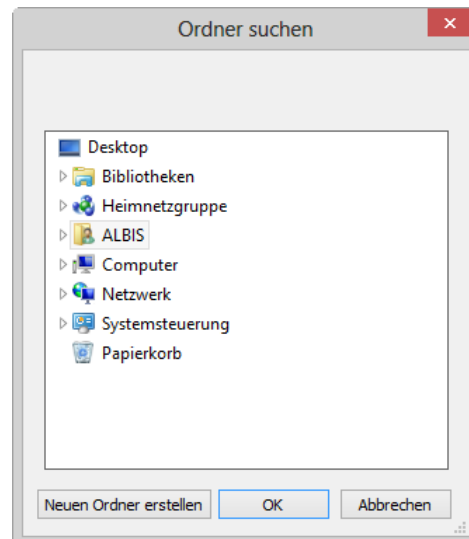 Ordner suchen
Desktop
Bibliotheken
Heimnetzgruppe
ALBIS
Computer
Netzwerk
Systemsteuerung
Papierkorb
Neuen Ordner erstellen OK Abbrechen